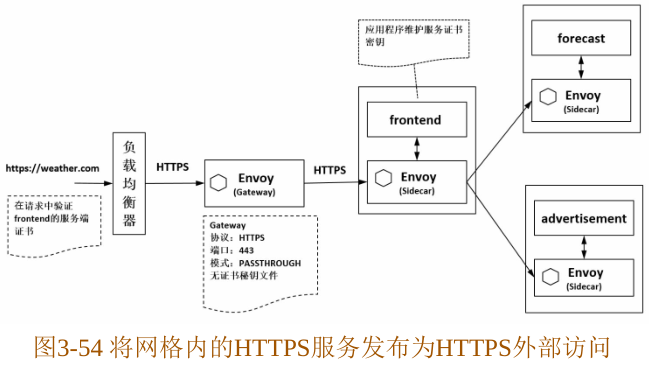 https://weather.com
在请求中验证
frontend的服务端
证书
负载均衡器
HTTPS
Envoy
(Gateway)
Gateway
协议：HTTPS
端口：443
模式：PASSTHROUGH
无证书秘钥文件
HTTPS
应用程序维护服务证书
密钥
frontend
Envoy
(Sidecar)
forecast
Envoy
(Sidecar)
advertisement
Envoy
(Sidecar)
图3-54 将网格内的HTTPS服务发布为HTTPS外部访问